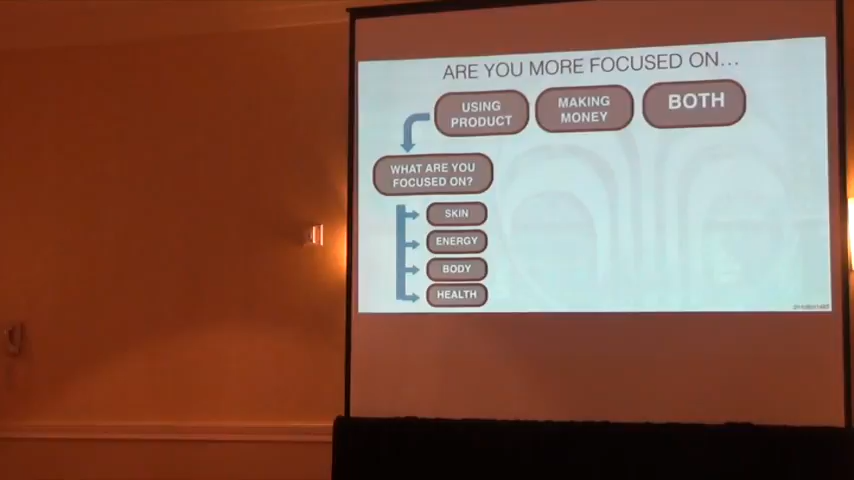 ARE YOU MORE FOCUSED ON...
USING
PRODUCT
MAKING
MONEY
BOTH
WHAT ARE YOU
FOCUSED ON?
SKIN
ENERGY
BODY
HEALTH